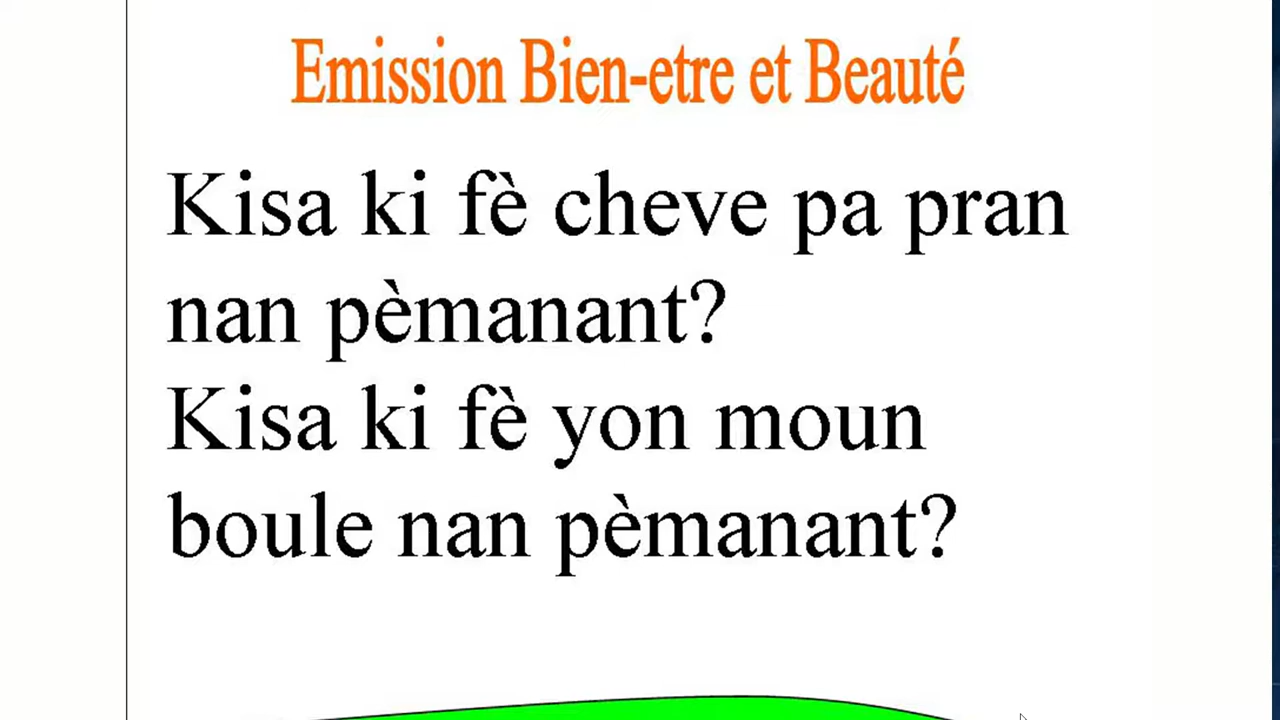 Emission Bien-etre et Beauté
Kisa ki fè cheve pa pran
nan pèmanant?
Kisa ki fè yon moun
boule nan pèmanant?